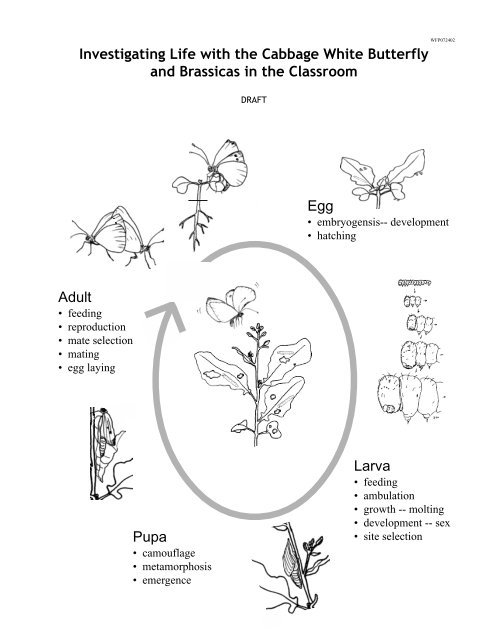 WFP072402
Investigating Life with the Cabbage White Butterfly
and Brassicas in the Classroom
DRAFT
Egg
• embryogensis-- development
• hatching
Adult
• feeding
• reproduction
• mate selection
• mating
• egg laying
Larva
• feeding
• ambulation
• growth -- molting
• development -- sex
• site selection
Pupa
• camouflage
• metamorphosis
• emergence